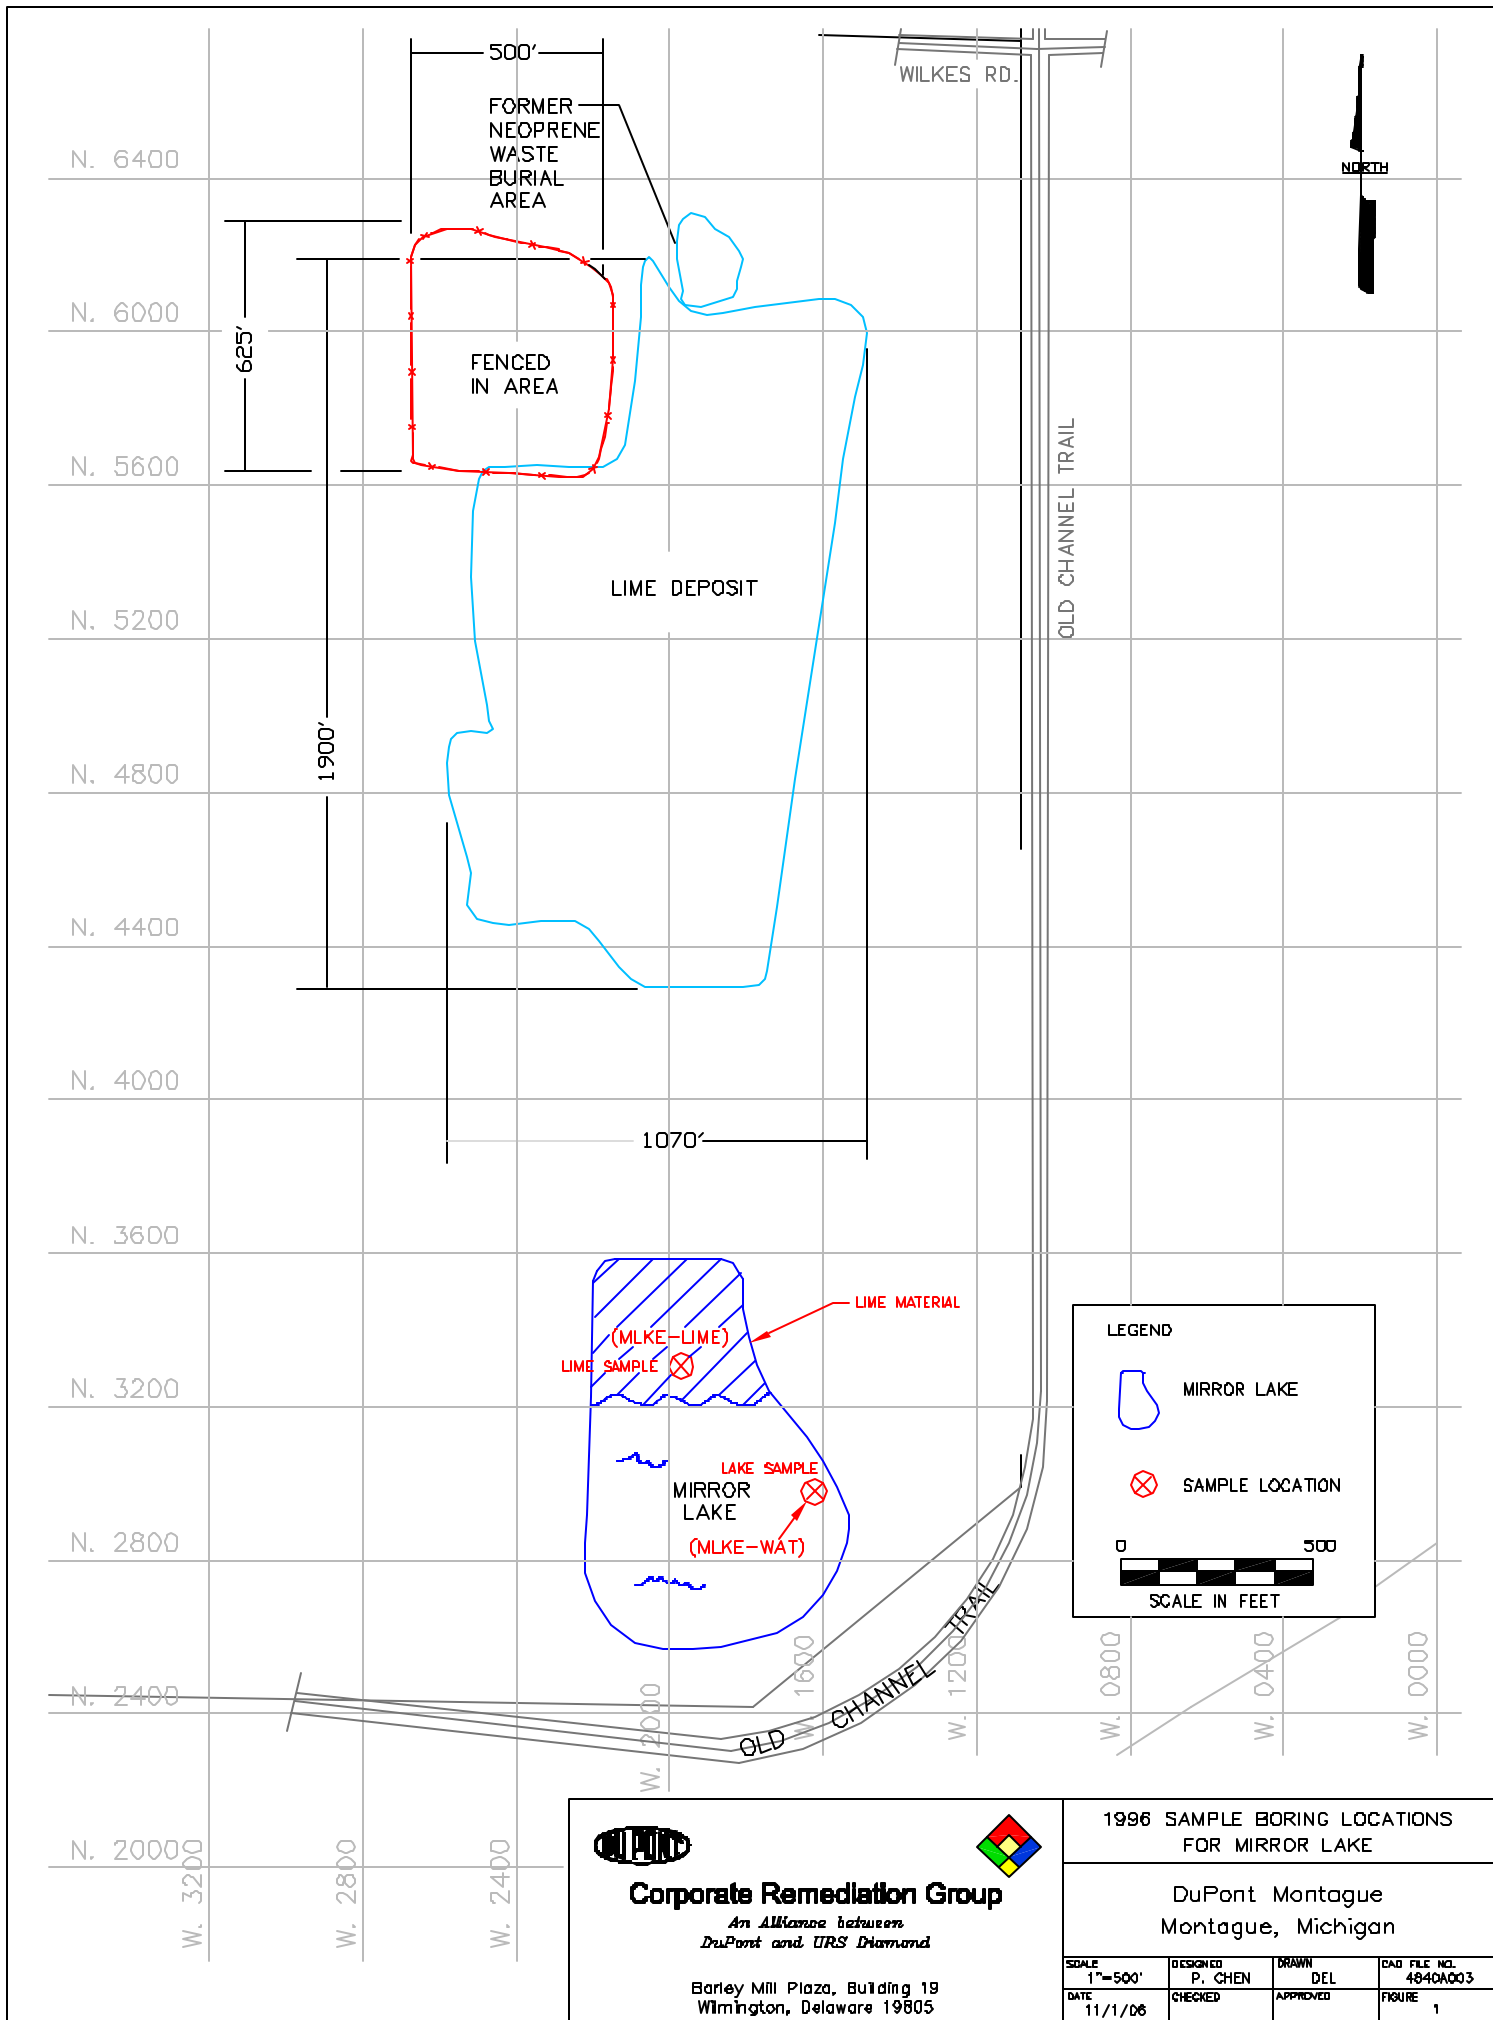 500'
WILKES RD.
FORMER
NEOPRENE
WASTE
BURIAL
AREA
NORTH
N. 6400
N. 6000
625'
FENCED
IN AREA
N. 5600
OLD CHANNEL TRAIL
LIME DEPOSIT
N. 5200
1900'
N. 4800
N. 4400
N. 4000
1070'
N. 3600
LIME MATERIAL
(MLKE-LIME)
LIME SAMPLE
N. 3200
LEGEND
MIRROR LAKE
SAMPLE LOCATION
0 500
SCALE IN FEET
LAKE SAMPLE
MIRROR
LAKE
(MLKE-WAT)
N. 2800
N. 2400
OLD CHANNEL TRAIL
N. 2000
W. 3200
W. 2800
W. 2400
W. 2000
W. 1600
W. 1200
W. 0800
W. 0400
W. 0000
DUPONT
Corporate Remediation Group
An Alliance between
DuPont and URS Diamond
Barley Mill Plaza, Building 19
Wilmington, Delaware 19805
1996 SAMPLE BORING LOCATIONS
FOR MIRROR LAKE
DuPont Montague
Montague, Michigan
SCALE
1"=500'
DESIGNED
P. CHEN
DRAWN
DEL
CAD FILE NO.
4840A003
DATE
11/1/06
CHECKED
APPROVED
FIGURE
1